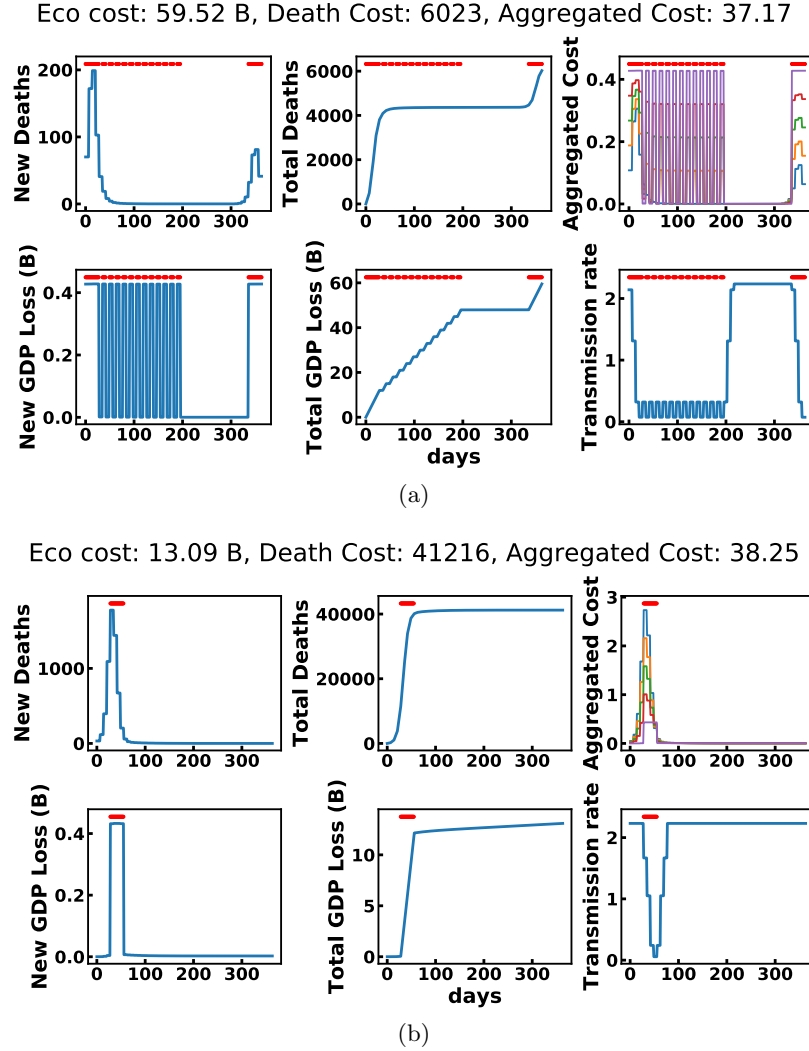 Eco cost: 59.52 B, Death Cost: 6023, Aggregated Cost: 37.17
New Deaths
200
100
0
0 100 200 300
Total Deaths
6000
4000
2000
0
0 100 200 300
Aggregated Cost
0.4
0.2
0.0
0 100 200 300
New GDP Loss (B)
0.4
0.2
0.0
0 100 200 300
Total GDP Loss (B)
60
40
20
0
0 100 200 300
days
Transmission rate
2
1
0
0 100 200 300
(a)
Eco cost: 13.09 B, Death Cost: 41216, Aggregated Cost: 38.25
New Deaths
1000
0
0 100 200 300
Total Deaths
40000
20000
0
0 100 200 300
Aggregated Cost
3
2
1
0
0 100 200 300
New GDP Loss (B)
0.4
0.2
0.0
0 100 200 300
Total GDP Loss (B)
10
5
0
0 100 200 300
days
Transmission rate
2
1
0
0 100 200 300
(b)